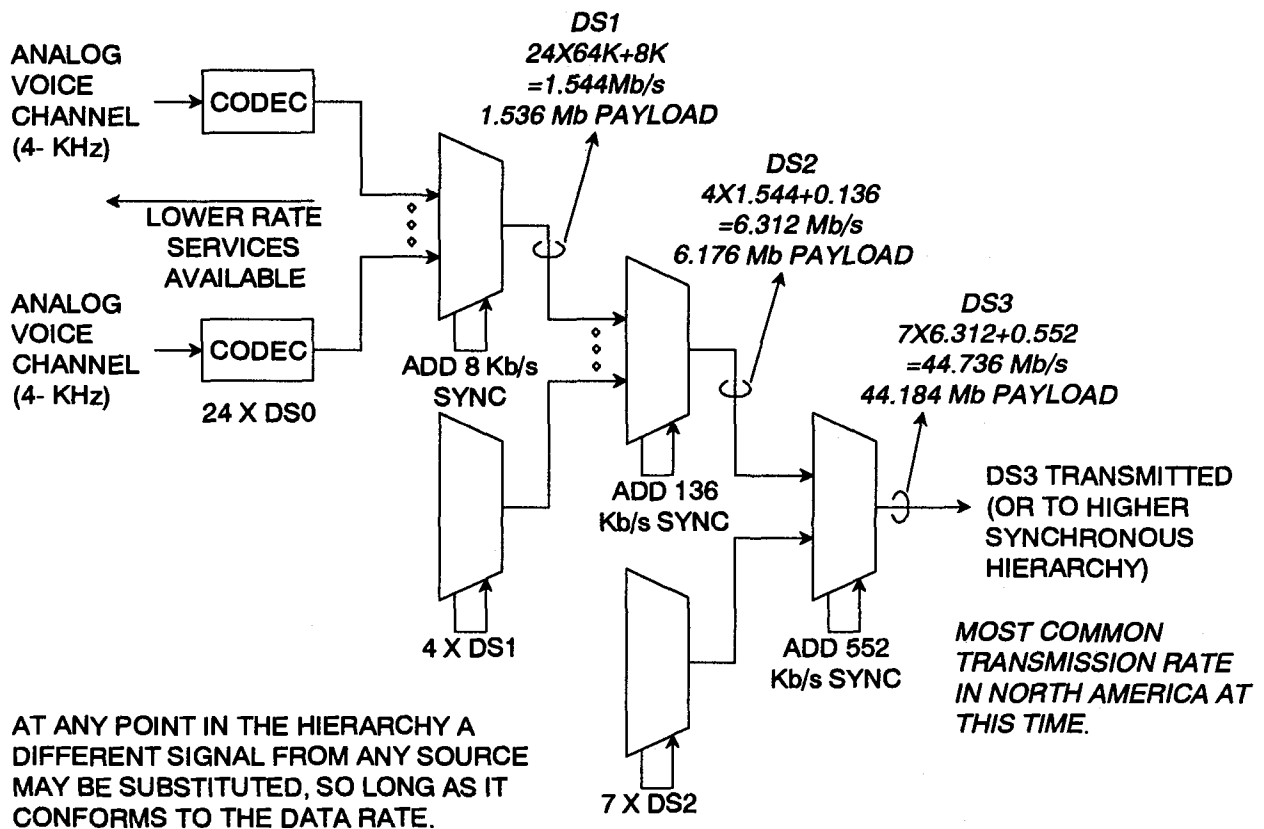 ANALOG
VOICE
CHANNEL
(4- KHz)
CODEC
DS1
24X64K+8K
=1.544Mb/s
1.536 Mb PAYLOAD
LOWER RATE
SERVICES
AVAILABLE
DS2
4X1.544+0.136
=6.312 Mb/s
6.176 Mb PAYLOAD
ANALOG
VOICE
CHANNEL
(4- KHz)
CODEC
24 X DS0
ADD 8 Kb/s
SYNC
DS3
7X6.312+0.552
=44.736 Mb/s
44.184 Mb PAYLOAD
ADD 136
Kb/s SYNC
DS3 TRANSMITTED
(OR TO HIGHER
SYNCHRONOUS
HIERARCHY)
4 X DS1
ADD 552
Kb/s SYNC
MOST COMMON
TRANSMISSION RATE
IN NORTH AMERICA AT
THIS TIME.
AT ANY POINT IN THE HIERARCHY A
DIFFERENT SIGNAL FROM ANY SOURCE
MAY BE SUBSTITUTED, SO LONG AS IT
CONFORMS TO THE DATA RATE.
7 X DS2